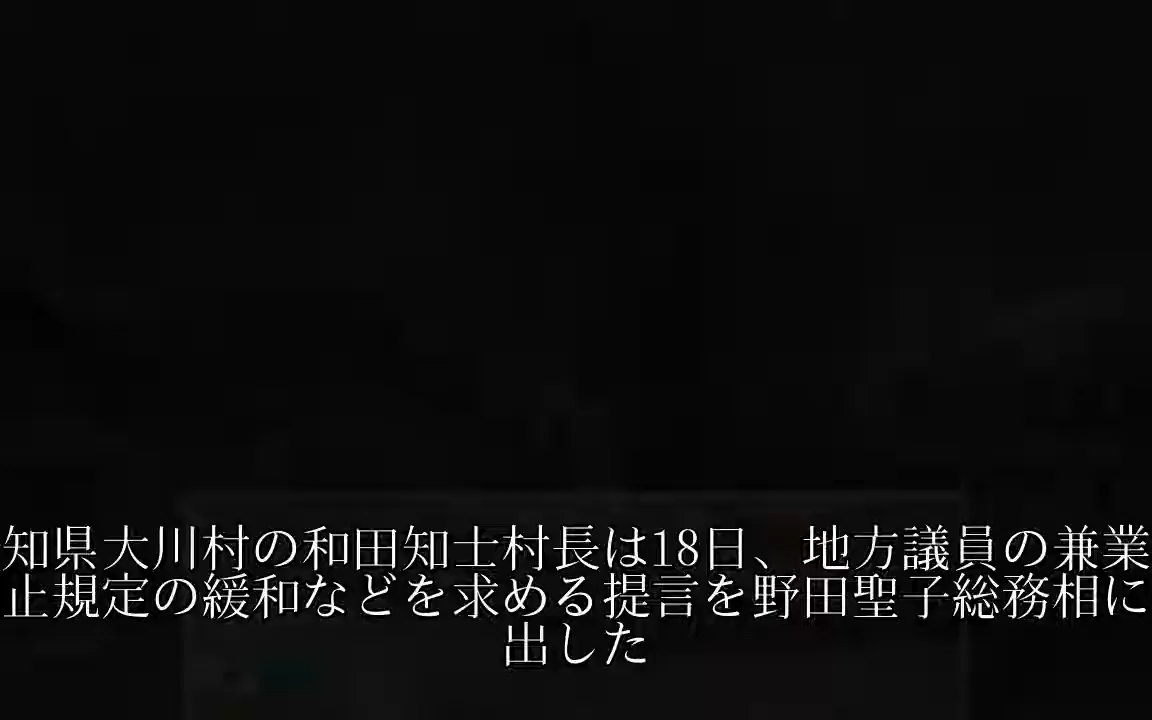 知県大川村の和田知士村長は18日、地方議員の兼業
止規定の緩和などを求める提言を野田聖子総務相に
出した